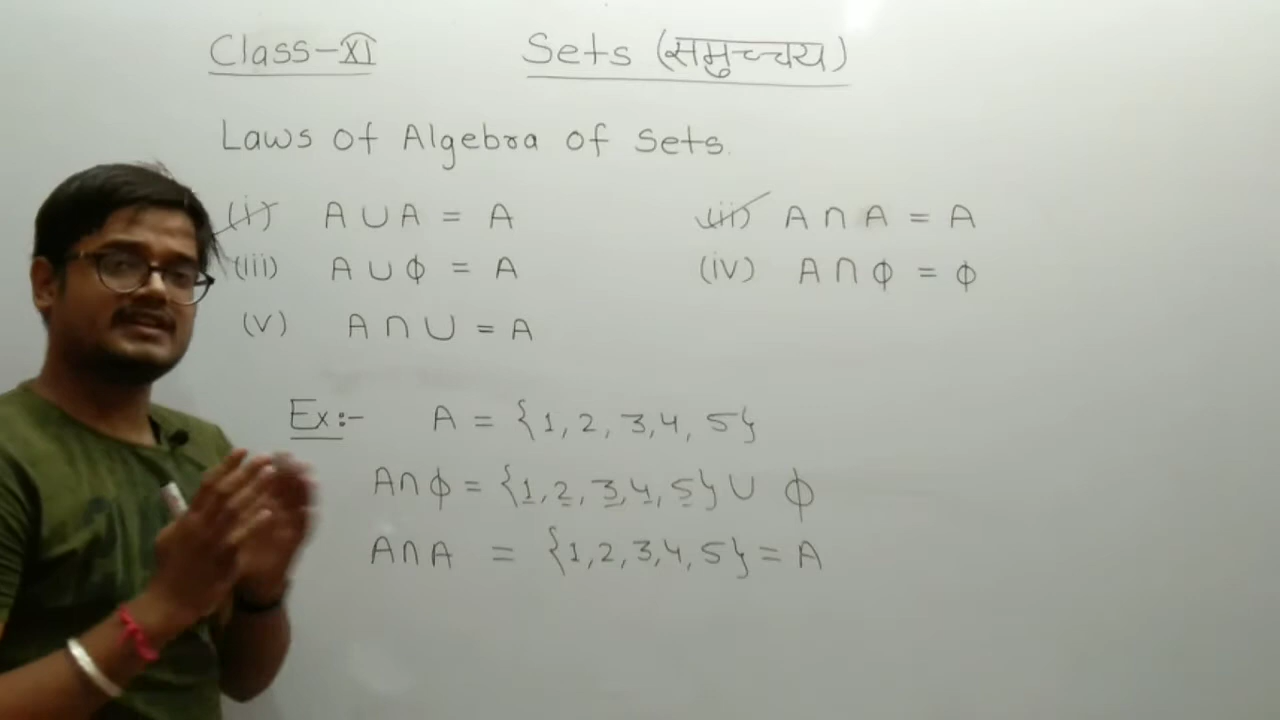 Class-XI Sets (समुच्चय)
Laws of Algebra of Sets.
(i) A ∪ A = A (ii) A ∩ A = A
(iii) A ∪ ϕ = A (iv) A ∩ ϕ = ϕ
(v) A ∩ U = A
Ex:- A = {1, 2, 3, 4, 5}
A∩ϕ = {1, 2, 3, 4, 5} ∪ ϕ
A∩A = {1, 2, 3, 4, 5} = A